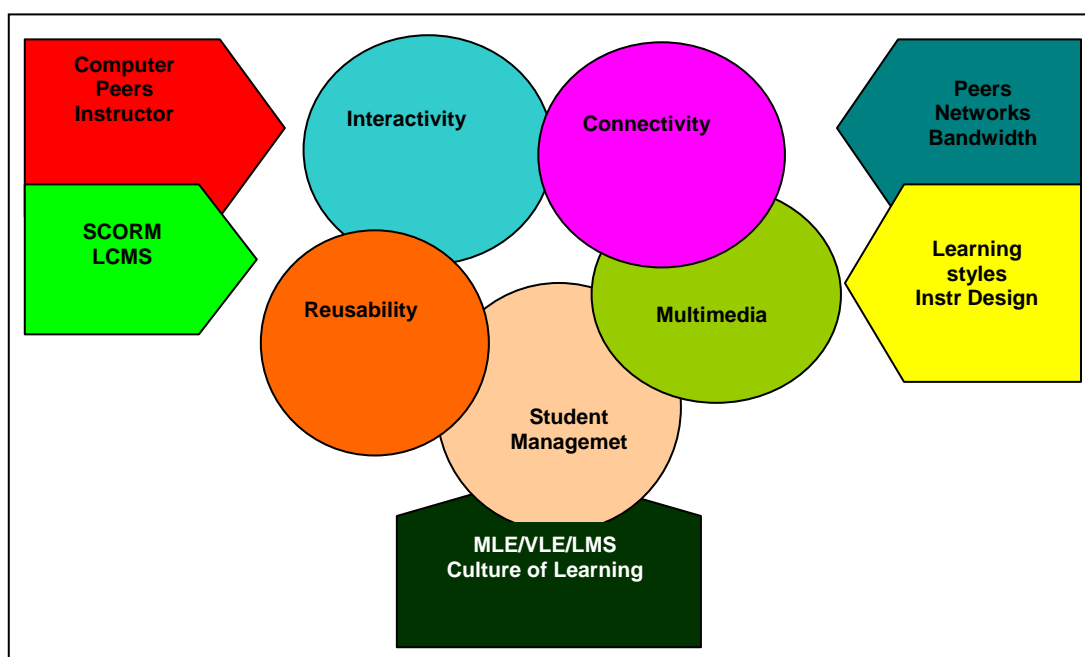 Computer
Peers
Instructor
Interactivity
Connectivity
Peers
Networks
Bandwidth
SCORM
LCMS
Reusability
Multimedia
Learning
styles
Instr Design
Student
Managemet
MLE/VLE/LMS
Culture of Learning